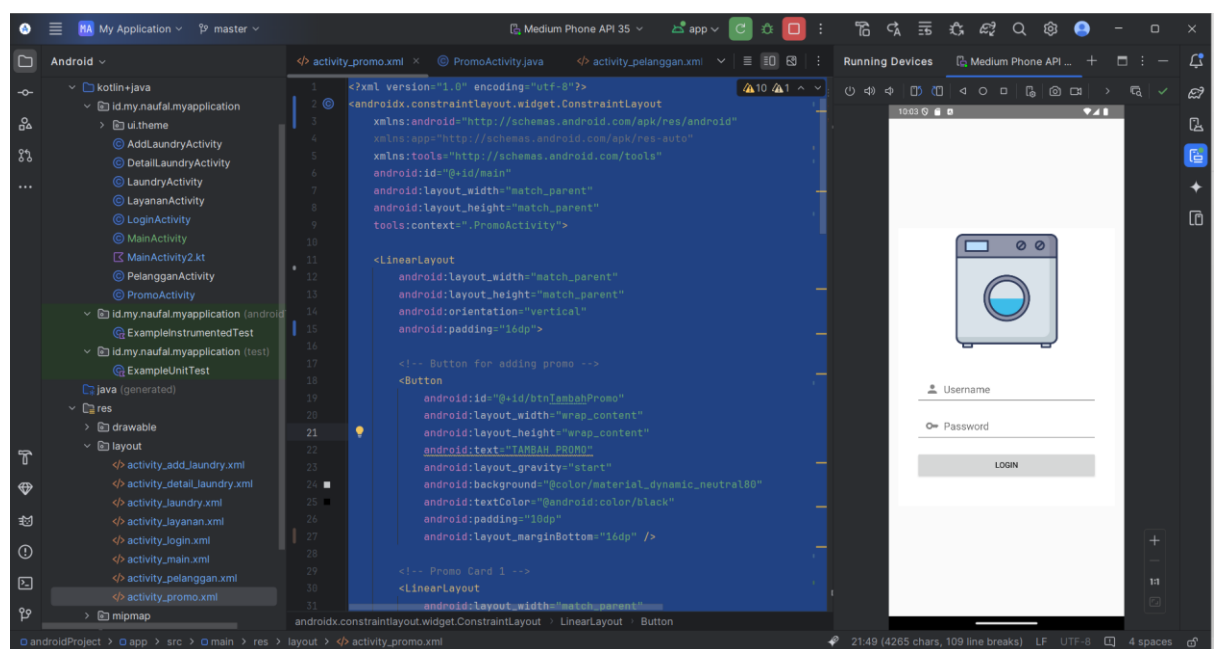 MA My Application master Medium Phone API 35 app
Android
activity_promo.xml PromoActivity.java activity_pelanggan.xml
Running Devices Medium Phone API ...
kotlin+java
id.my.naufal.myapplication
ui.theme
AddLaundryActivity
DetailLaundryActivity
LaundryActivity
LayananActivity
LoginActivity
MainActivity
MainActivity2.kt
PelangganActivity
PromoActivity
id.my.naufal.myapplication (android
ExampleInstrumentedTest
id.my.naufal.myapplication (test)
ExampleUnitTest
java (generated)
res
drawable
layout
activity_add_laundry.xml
activity_detail_laundry.xml
activity_laundry.xml
activity_layanan.xml
activity_login.xml
activity_main.xml
activity_pelanggan.xml
activity_promo.xml
mipmap
10 1
1 <?xml version="1.0" encoding="utf-8"?>
2 <androidx.constraintlayout.widget.ConstraintLayout
3 xmlns:android="http://schemas.android.com/apk/res/android"
4 xmlns:app="http://schemas.android.com/apk/res-auto"
5 xmlns:tools="http://schemas.android.com/tools"
6 android:id="@+id/main"
7 android:layout_width="match_parent"
8 android:layout_height="match_parent"
9 tools:context=".PromoActivity">
10
11 <LinearLayout
12 android:layout_width="match_parent"
13 android:layout_height="match_parent"
14 android:orientation="vertical"
15 android:padding="16dp">
16
17 <!-- Button for adding promo -->
18 <Button
19 android:id="@+id/btnTambahPromo"
20 android:layout_width="wrap_content"
21 android:layout_height="wrap_content"
22 android:text="TAMBAH PROMO"
23 android:layout_gravity="start"
24 android:background="@color/material_dynamic_neutral80"
25 android:textColor="@android:color/black"
26 android:padding="10dp"
27 android:layout_marginBottom="16dp" />
28
29 <!-- Promo Card 1 -->
30 <LinearLayout
31 android:layout_width="match_parent"
androidx.constraintlayout.widget.ConstraintLayout > LinearLayout > Button
10:03
Username
Password
LOGIN
1:1
androidProject > app > src > main > res > layout > activity_promo.xml
21:49 (4265 chars, 109 line breaks) LF UTF-8 4 spaces